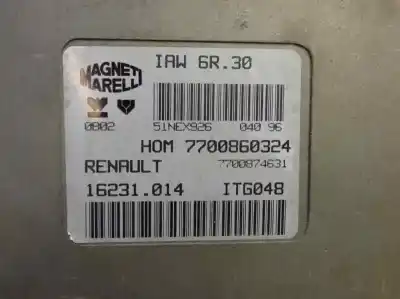 IAW 6R.30
MAGNETI
MARELLI
0802 51NEX926 040 96
HOM 7700860324
RENAULT 7700874631
16231.014 ITG048